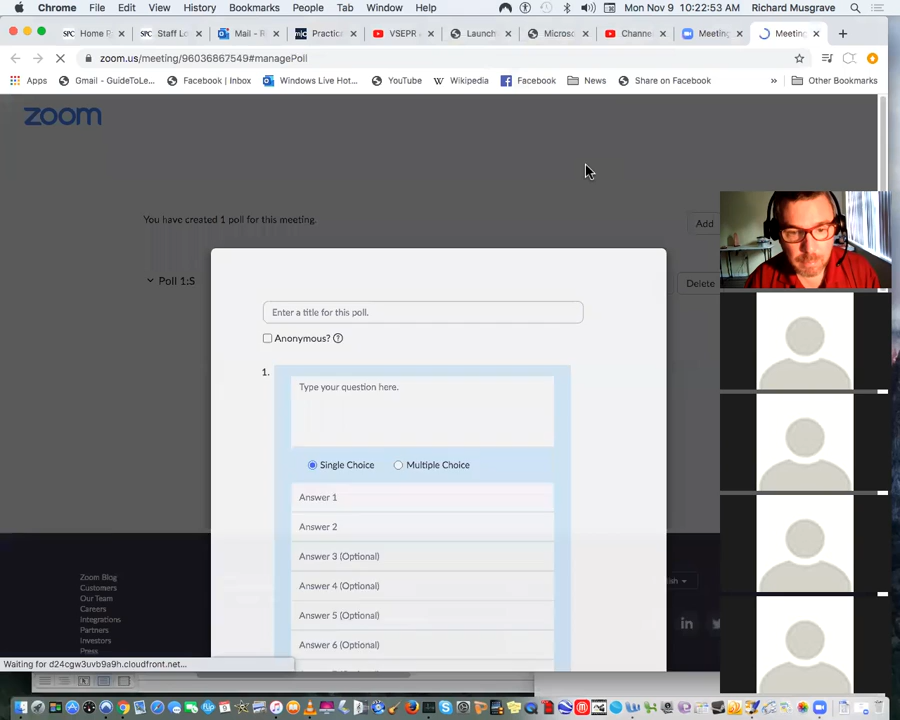 Chrome File Edit View History Bookmarks People Tab Window Help Mon Nov 9 10:22:53 AM Richard Musgrave
SPC Home P SPC Staff Lo Mail - R Practice VSEPR Launch Microso Channe Meeting Meeting
zoom.us/meeting/96036867549#managePoll
Apps Gmail - GuideToLe... Facebook | Inbox Windows Live Hot... YouTube Wikipedia Facebook News Share on Facebook » Other Bookmarks
zoom
You have created 1 poll for this meeting.
Add
Poll 1:S
Delete
Enter a title for this poll.
Anonymous?
1.
Type your question here.
Single Choice Multiple Choice
Answer 1
Answer 2
Answer 3 (Optional)
Answer 4 (Optional)
Answer 5 (Optional)
Answer 6 (Optional)
Zoom Blog
Customers
Our Team
Careers
Integrations
Partners
Investors
Press
Waiting for d24cgw3uvb9a9h.cloudfront.net...